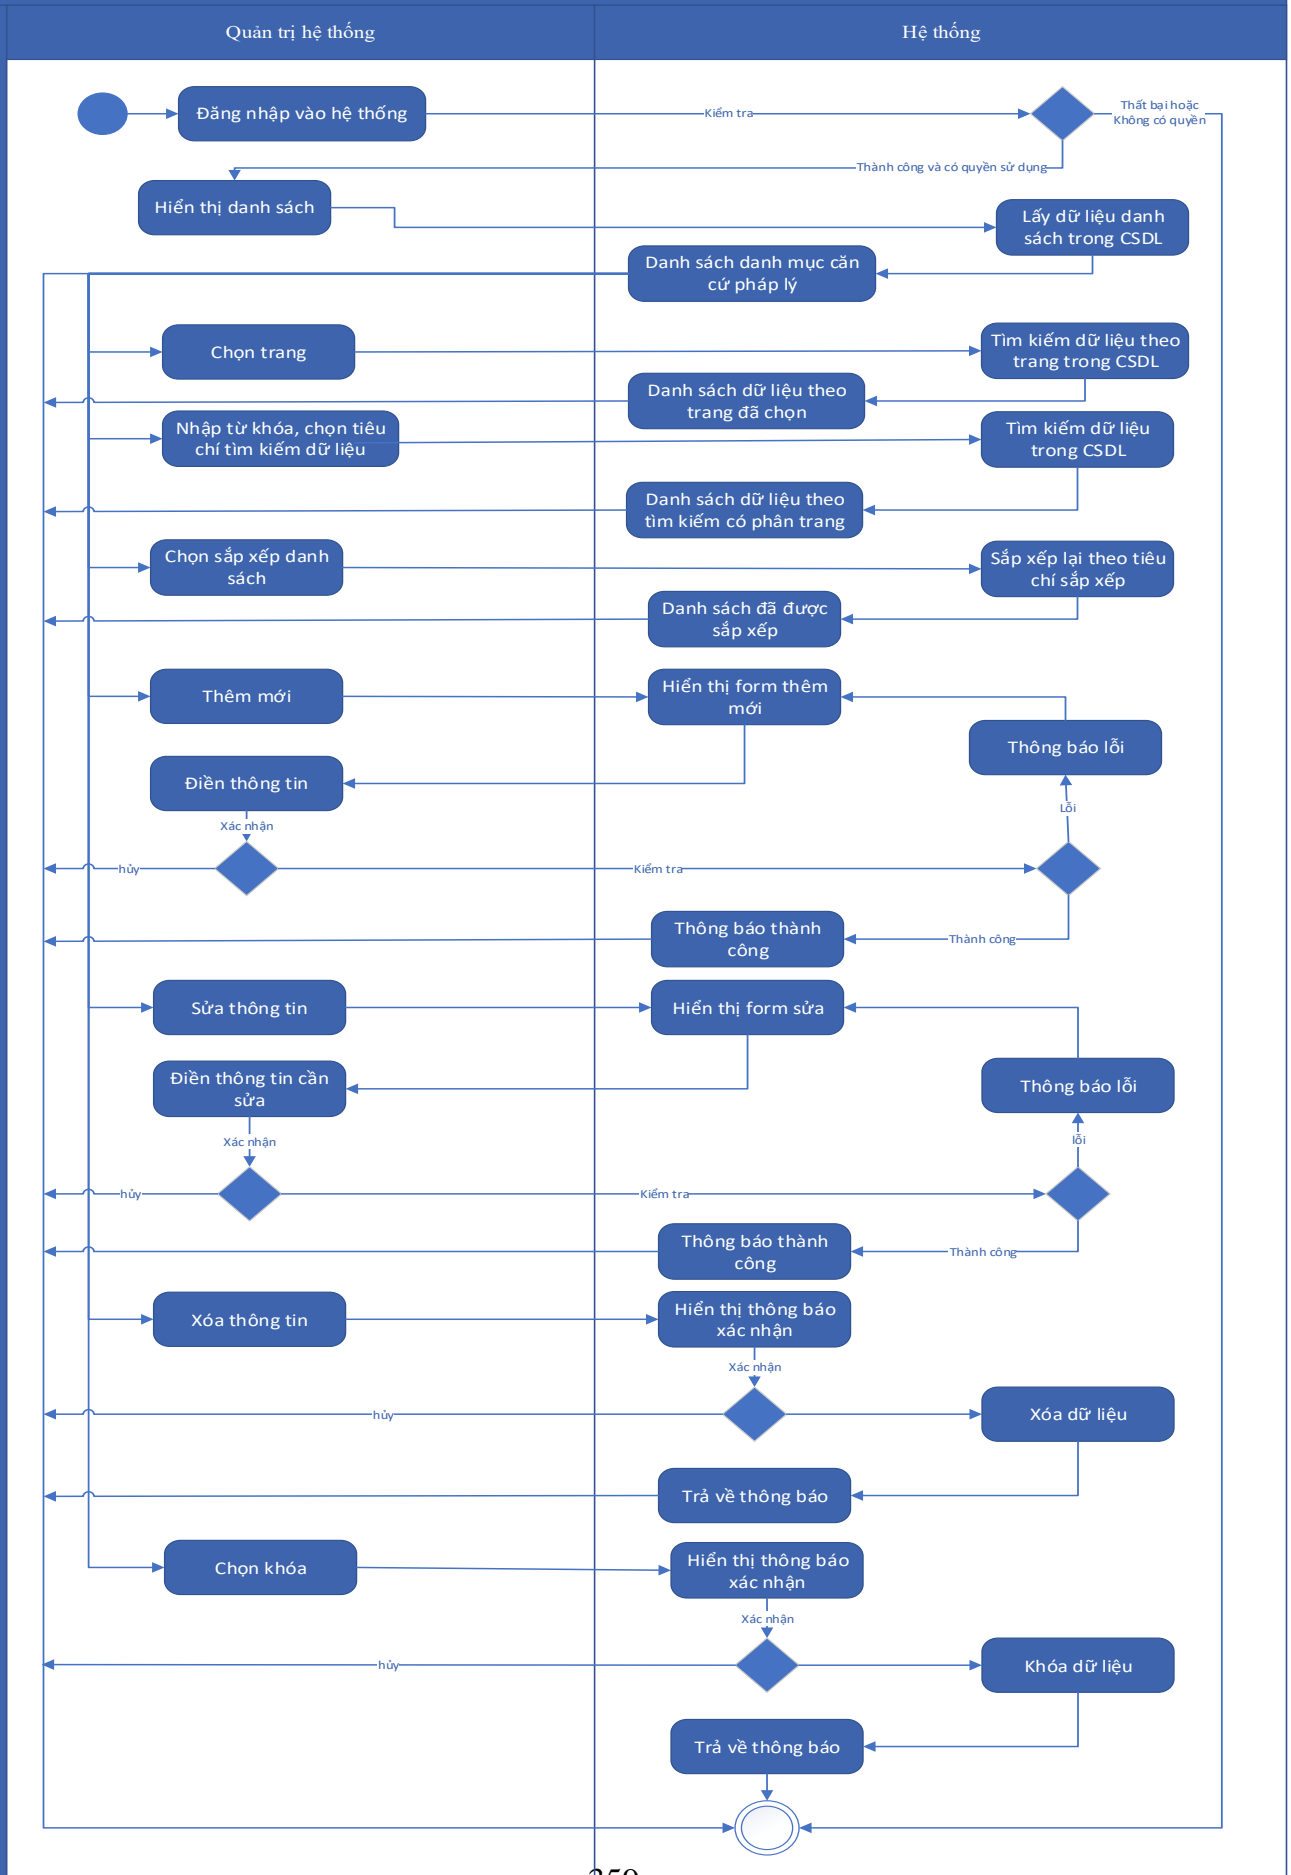 Quản trị hệ thống
Hệ thống
Đăng nhập vào hệ thống
Kiểm tra
Thất bại hoặc
Không có quyền
Thành công và có quyền sử dụng
Hiển thị danh sách
Lấy dữ liệu danh
sách trong CSDL
Danh sách danh mục căn
cứ pháp lý
Chọn trang
Tìm kiếm dữ liệu theo
trang trong CSDL
Danh sách dữ liệu theo
trang đã chọn
Nhập từ khóa, chọn tiêu
chí tìm kiếm dữ liệu
Tìm kiếm dữ liệu
trong CSDL
Danh sách dữ liệu theo
tìm kiếm có phân trang
Chọn sắp xếp danh
sách
Sắp xếp lại theo tiêu
chí sắp xếp
Danh sách đã được
sắp xếp
Thêm mới
Hiển thị form thêm
mới
Thông báo lỗi
Điền thông tin
Lỗi
Xác nhận
hủy
Kiểm tra
Thông báo thành
công
Thành công
Sửa thông tin
Hiển thị form sửa
Điền thông tin cần
sửa
Thông báo lỗi
Xác nhận
lỗi
hủy
Kiểm tra
Thông báo thành
công
Thành công
Xóa thông tin
Hiển thị thông báo
xác nhận
Xác nhận
hủy
Xóa dữ liệu
Trả về thông báo
Chọn khóa
Hiển thị thông báo
xác nhận
Xác nhận
hủy
Khóa dữ liệu
Trả về thông báo